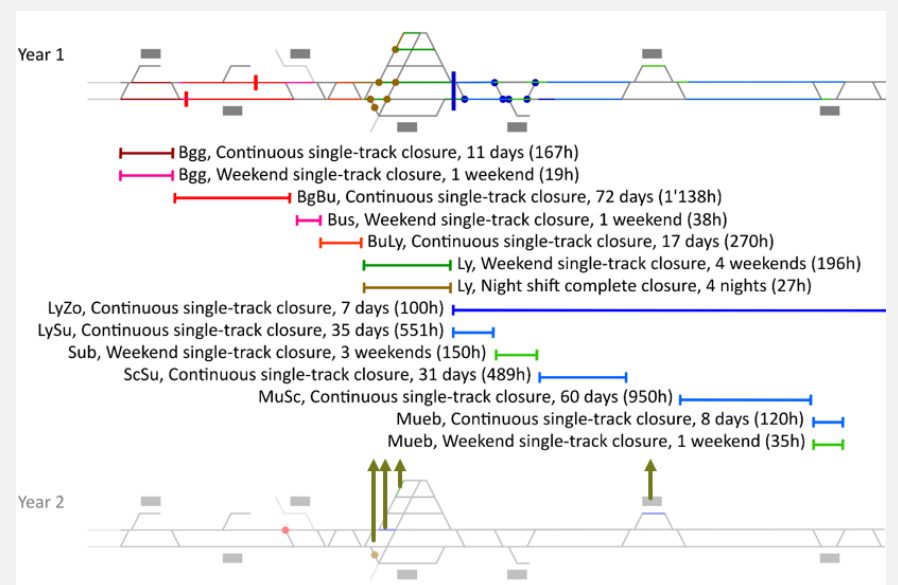 Year 1
Bgg, Continuous single-track closure, 11 days (167h)
Bgg, Weekend single-track closure, 1 weekend (19h)
BgBu, Continuous single-track closure, 72 days (1'138h)
Bus, Weekend single-track closure, 1 weekend (38h)
BuLy, Continuous single-track closure, 17 days (270h)
Ly, Weekend single-track closure, 4 weekends (196h)
Ly, Night shift complete closure, 4 nights (27h)
LyZo, Continuous single-track closure, 7 days (100h)
LySu, Continuous single-track closure, 35 days (551h)
Sub, Weekend single-track closure, 3 weekends (150h)
ScSu, Continuous single-track closure, 31 days (489h)
MuSc, Continuous single-track closure, 60 days (950h)
Mueb, Continuous single-track closure, 8 days (120h)
Mueb, Weekend single-track closure, 1 weekend (35h)
Year 2